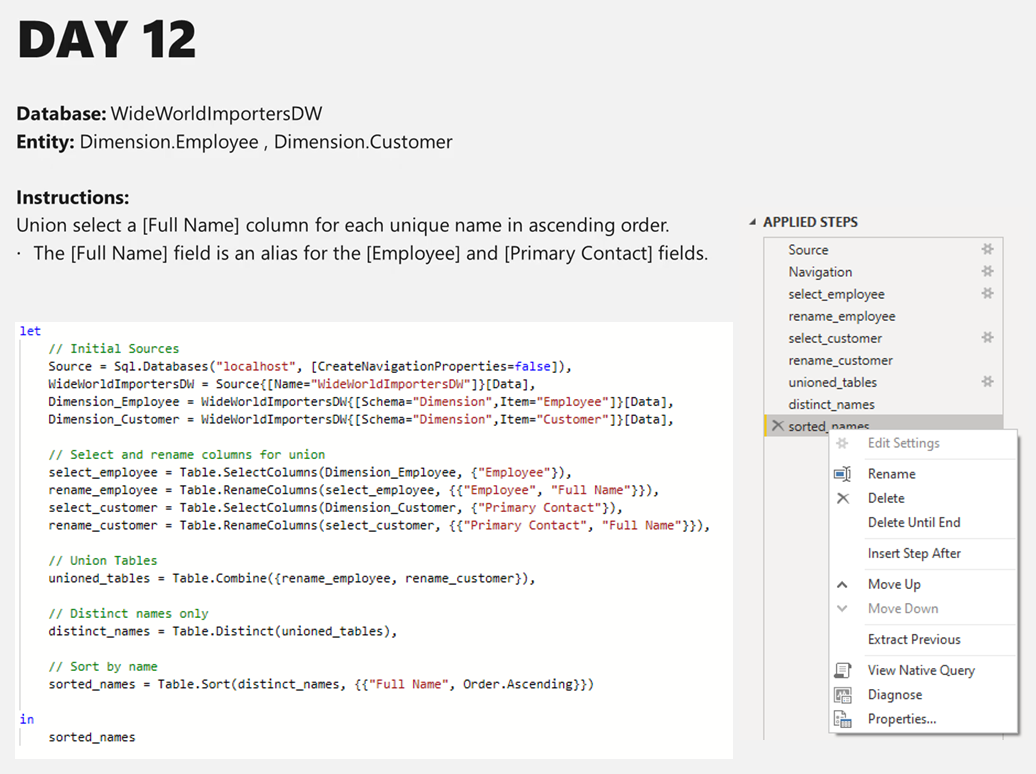 DAY 12
Database: WideWorldImportersDW
Entity: Dimension.Employee , Dimension.Customer
Instructions:
Union select a [Full Name] column for each unique name in ascending order.
· The [Full Name] field is an alias for the [Employee] and [Primary Contact] fields.
let
// Initial Sources
Source = Sql.Databases("localhost", [CreateNavigationProperties=false]),
WideWorldImportersDW = Source{[Name="WideWorldImportersDW"]}[Data],
Dimension_Employee = WideWorldImportersDW{[Schema="Dimension",Item="Employee"]}[Data],
Dimension_Customer = WideWorldImportersDW{[Schema="Dimension",Item="Customer"]}[Data],
// Select and rename columns for union
select_employee = Table.SelectColumns(Dimension_Employee, {"Employee"}),
rename_employee = Table.RenameColumns(select_employee, {{"Employee", "Full Name"}}),
select_customer = Table.SelectColumns(Dimension_Customer, {"Primary Contact"}),
rename_customer = Table.RenameColumns(select_customer, {{"Primary Contact", "Full Name"}}),
// Union Tables
unioned_tables = Table.Combine({rename_employee, rename_customer}),
// Distinct names only
distinct_names = Table.Distinct(unioned_tables),
// Sort by name
sorted_names = Table.Sort(distinct_names, {{"Full Name", Order.Ascending}})
in
sorted_names
APPLIED STEPS
Source
Navigation
select_employee
rename_employee
select_customer
rename_customer
unioned_tables
distinct_names
sorted_names
Edit Settings
Rename
Delete
Delete Until End
Insert Step After
Move Up
Move Down
Extract Previous
View Native Query
Diagnose
Properties...